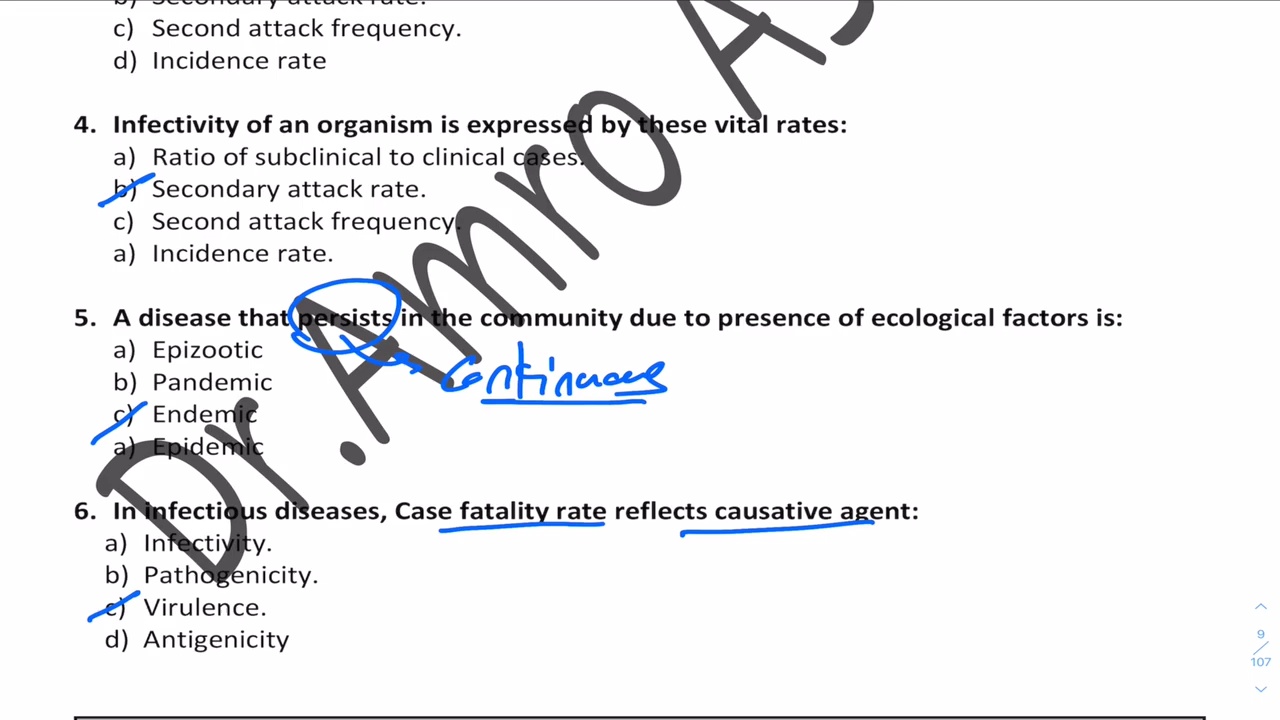 b) Secondary attack rate.
c) Second attack frequency.
d) Incidence rate
4. Infectivity of an organism is expressed by these vital rates:
a) Ratio of subclinical to clinical cases.
b) Secondary attack rate.
c) Second attack frequency.
a) Incidence rate.
5. A disease that persists in the community due to presence of ecological factors is:
a) Epizootic
b) Pandemic
continuous
c) Endemic
a) Epidemic
6. In infectious diseases, Case fatality rate reflects causative agent:
a) Infectivity.
b) Pathogenicity.
c) Virulence.
d) Antigenicity
Dr.Amro
9
107